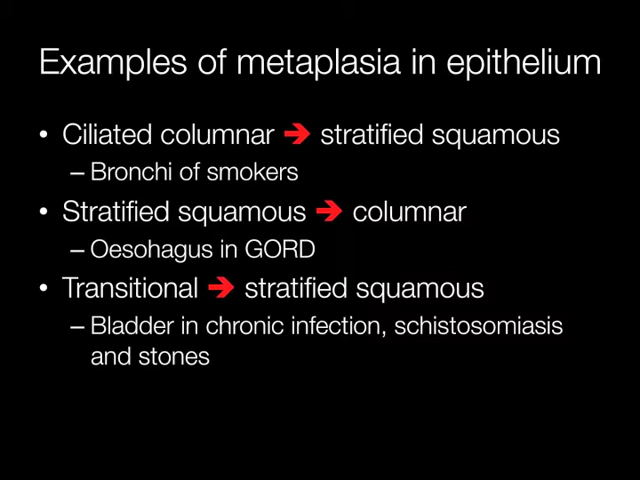 Examples of metaplasia in epithelium
• Ciliated columnar ➔ stratified squamous
– Bronchi of smokers
• Stratified squamous ➔ columnar
– Oesohagus in GORD
• Transitional ➔ stratified squamous
– Bladder in chronic infection, schistosomiasis
and stones